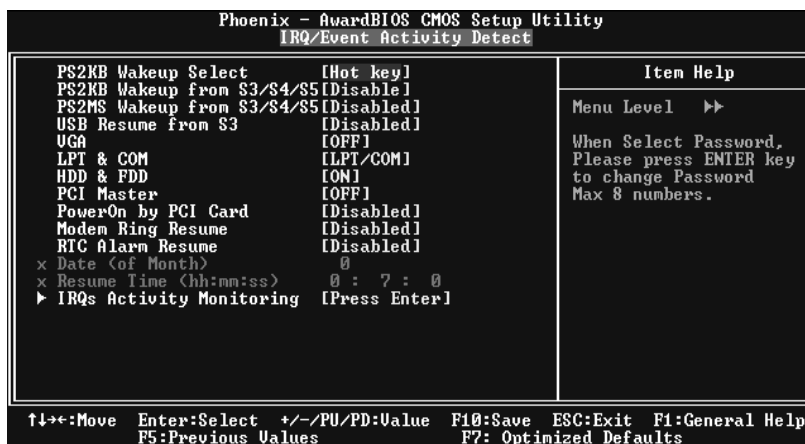 Phoenix - AwardBIOS CMOS Setup Utility
IRQ/Event Activity Detect
PS2KB Wakeup Select [Hot key]
PS2KB Wakeup from S3/S4/S5[Disable]
PS2MS Wakeup from S3/S4/S5[Disabled]
USB Resume from S3 [Disabled]
VGA [OFF]
LPT & COM [LPT/COM]
HDD & FDD [ON]
PCI Master [OFF]
PowerOn by PCI Card [Disabled]
Modem Ring Resume [Disabled]
RTC Alarm Resume [Disabled]
x Date (of Month) 0
x Resume Time (hh:mm:ss) 0 : 7 : 0
▶ IRQs Activity Monitoring [Press Enter]
Item Help
Menu Level ▶▶
When Select Password,
Please press ENTER key
to change Password
Max 8 numbers.
↑↓→←:Move Enter:Select +/-/PU/PD:Value F10:Save ESC:Exit F1:General Help
F5:Previous Values F7: Optimized Defaults